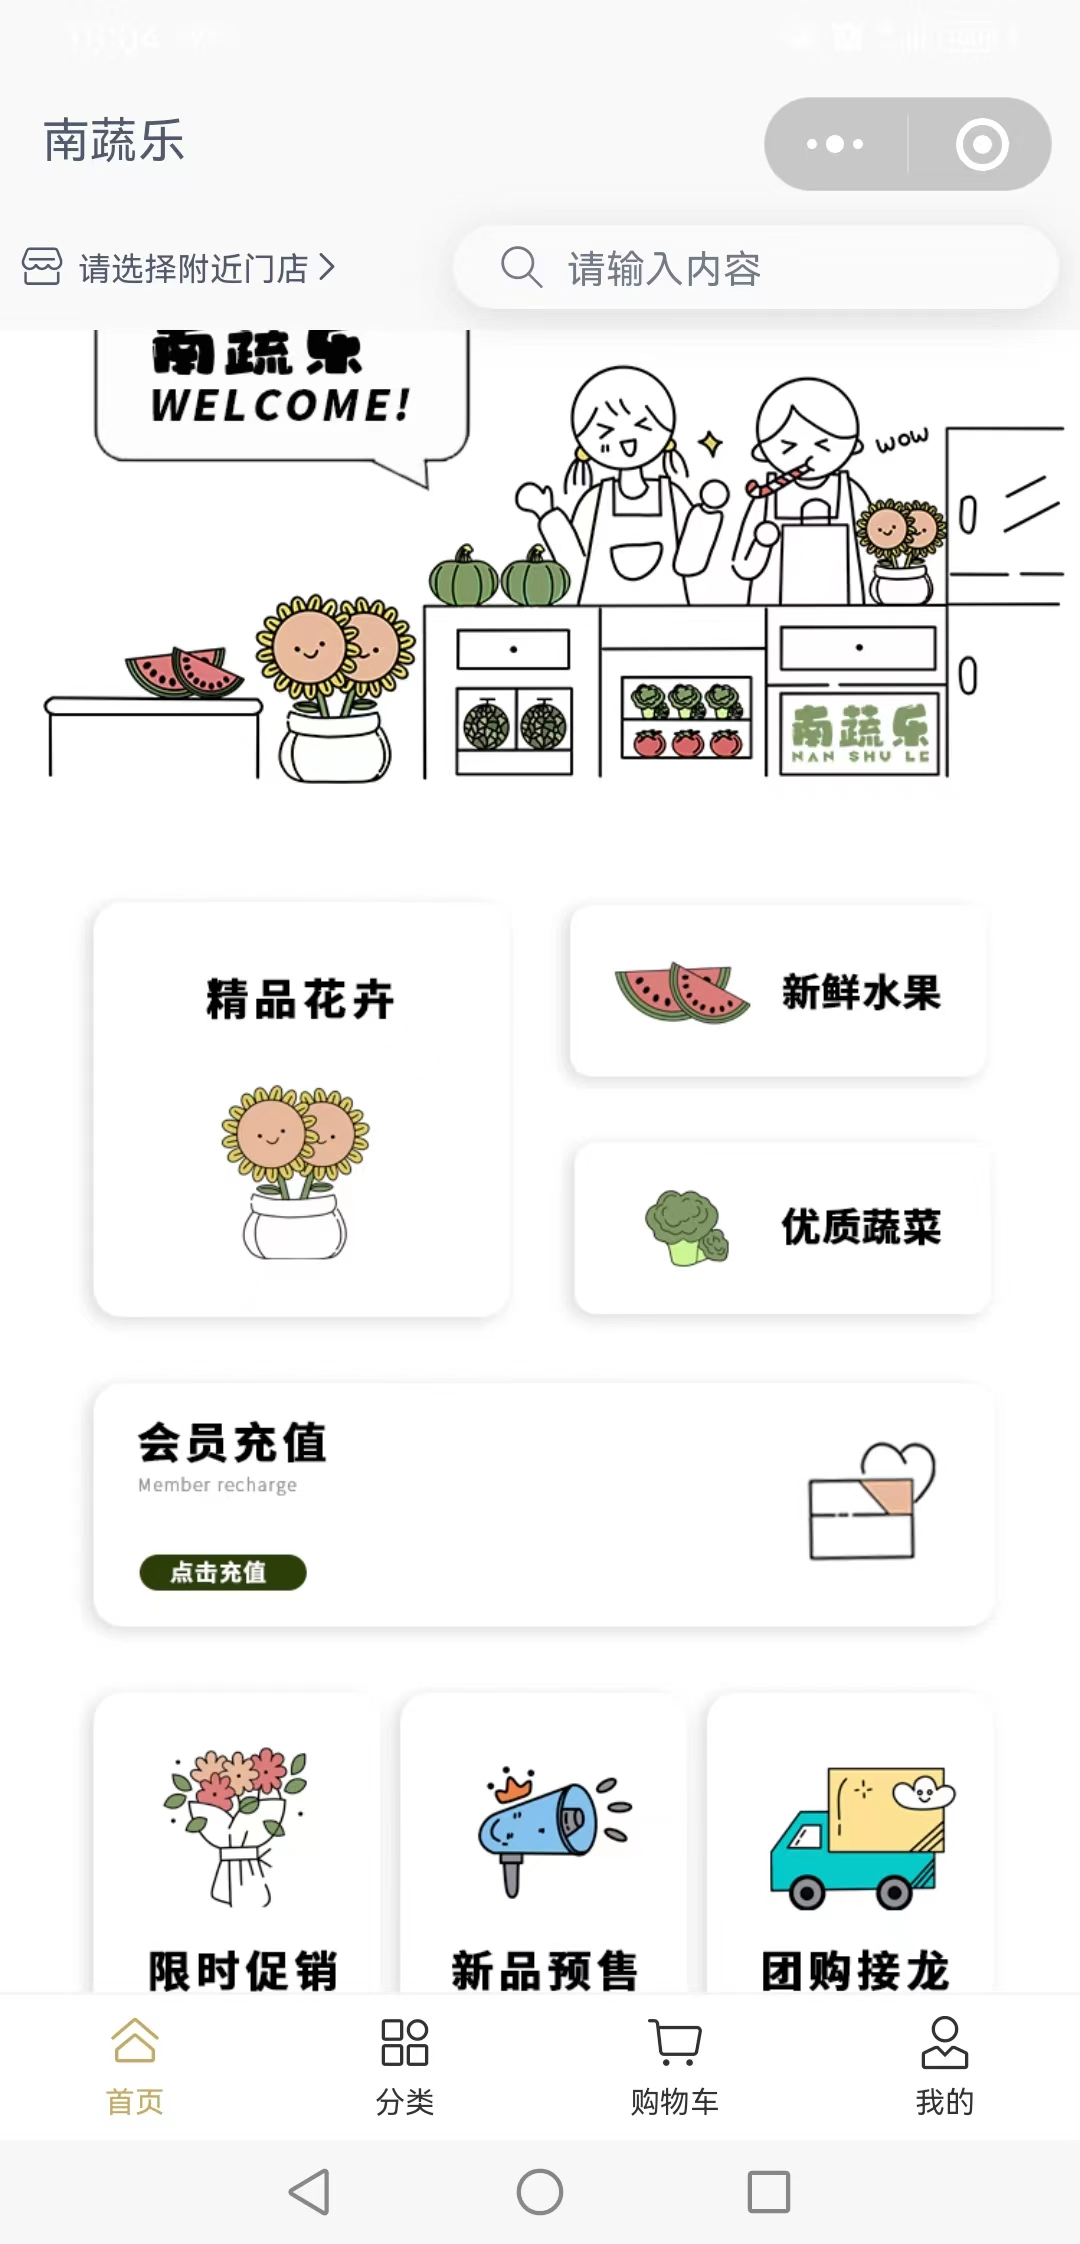 南蔬乐
请选择附近门店
请输入内容
南蔬乐
WELCOME!
wow
南蔬乐
NAN SHU LE
精品花卉
新鲜水果
优质蔬菜
会员充值
Member recharge
点击充值
限时促销
新品预售
团购接龙
首页
分类
购物车
我的